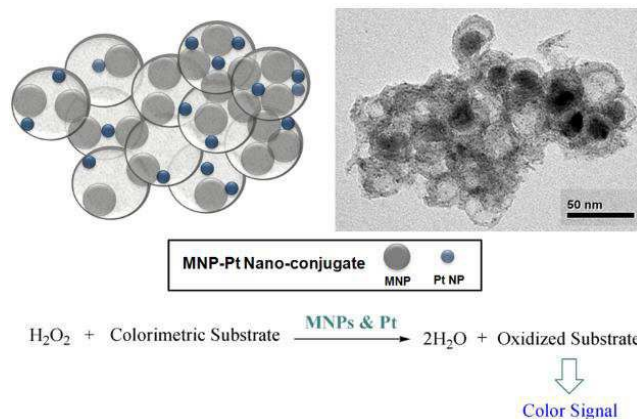 50 nm
MNP-Pt Nano-conjugate
MNP Pt NP
H₂O₂ + Colorimetric Substrate MNPs & Pt 2H₂O + Oxidized Substrate
Color Signal